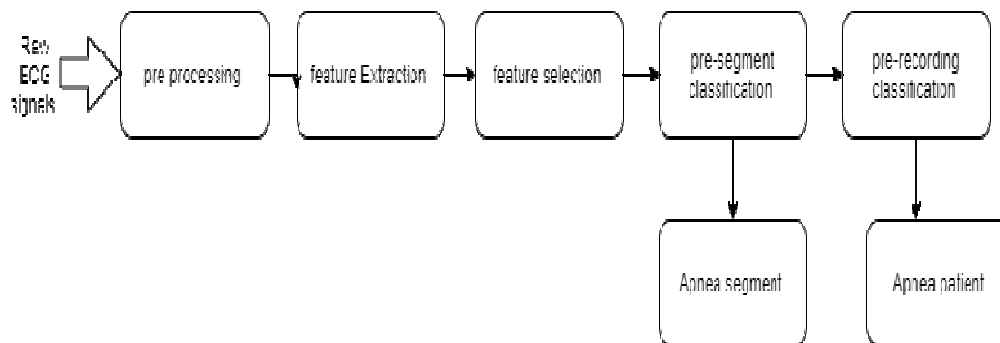 Raw
ECG
signals
pre processing
feature Extraction
feature selection
pre-segment
classification
pre-recording
classification
Apnea segment
Apnea patient